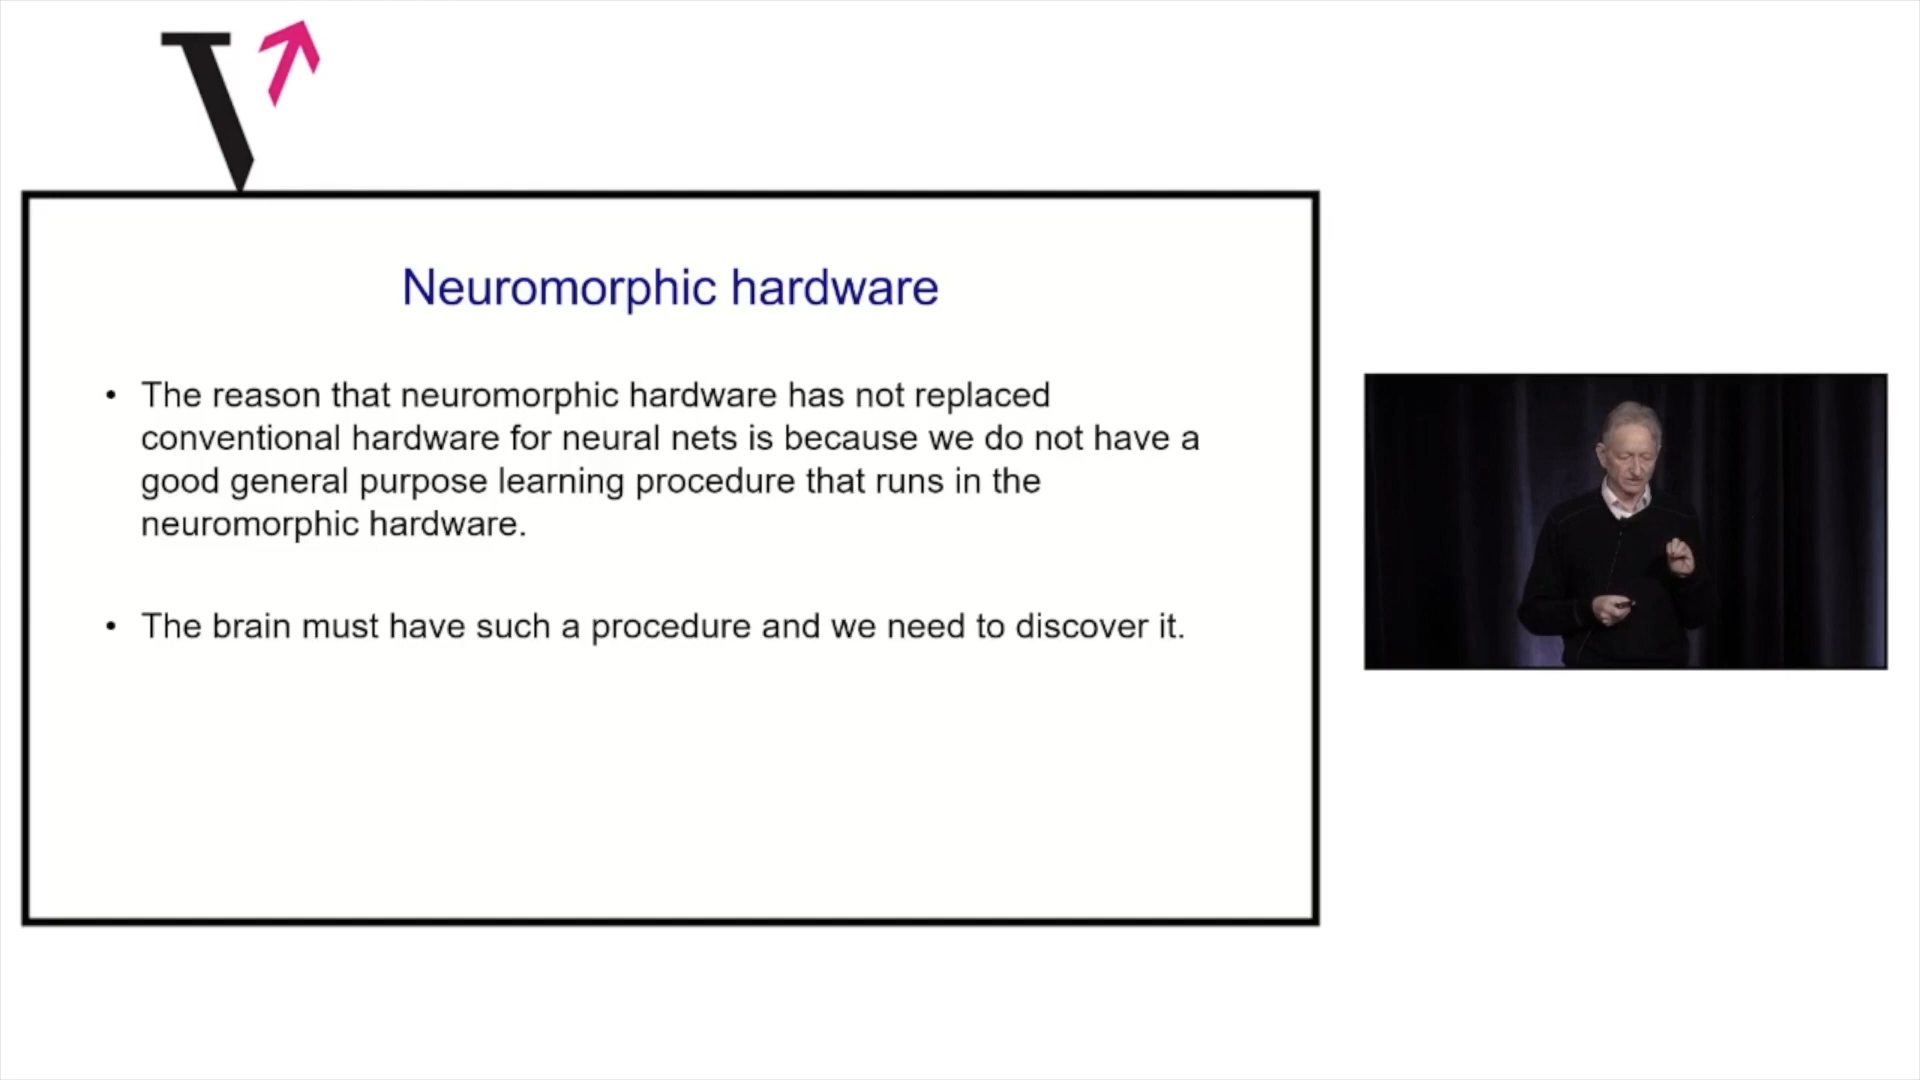 Neuromorphic hardware
• The reason that neuromorphic hardware has not replaced
conventional hardware for neural nets is because we do not have a
good general purpose learning procedure that runs in the
neuromorphic hardware.
• The brain must have such a procedure and we need to discover it.